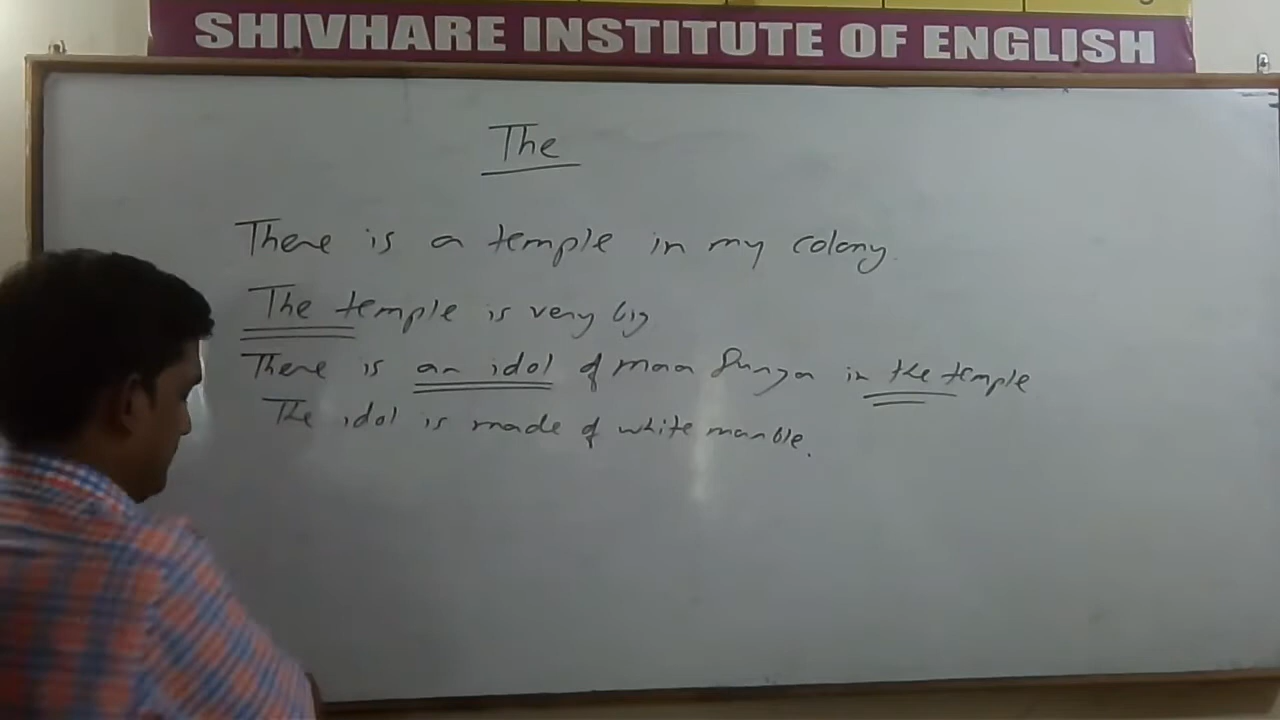 SHIVHARE INSTITUTE OF ENGLISH
The
There is a temple in my colony.
The temple is very big
There is an idol of maa Durga in the temple
The idol is made of white marble.